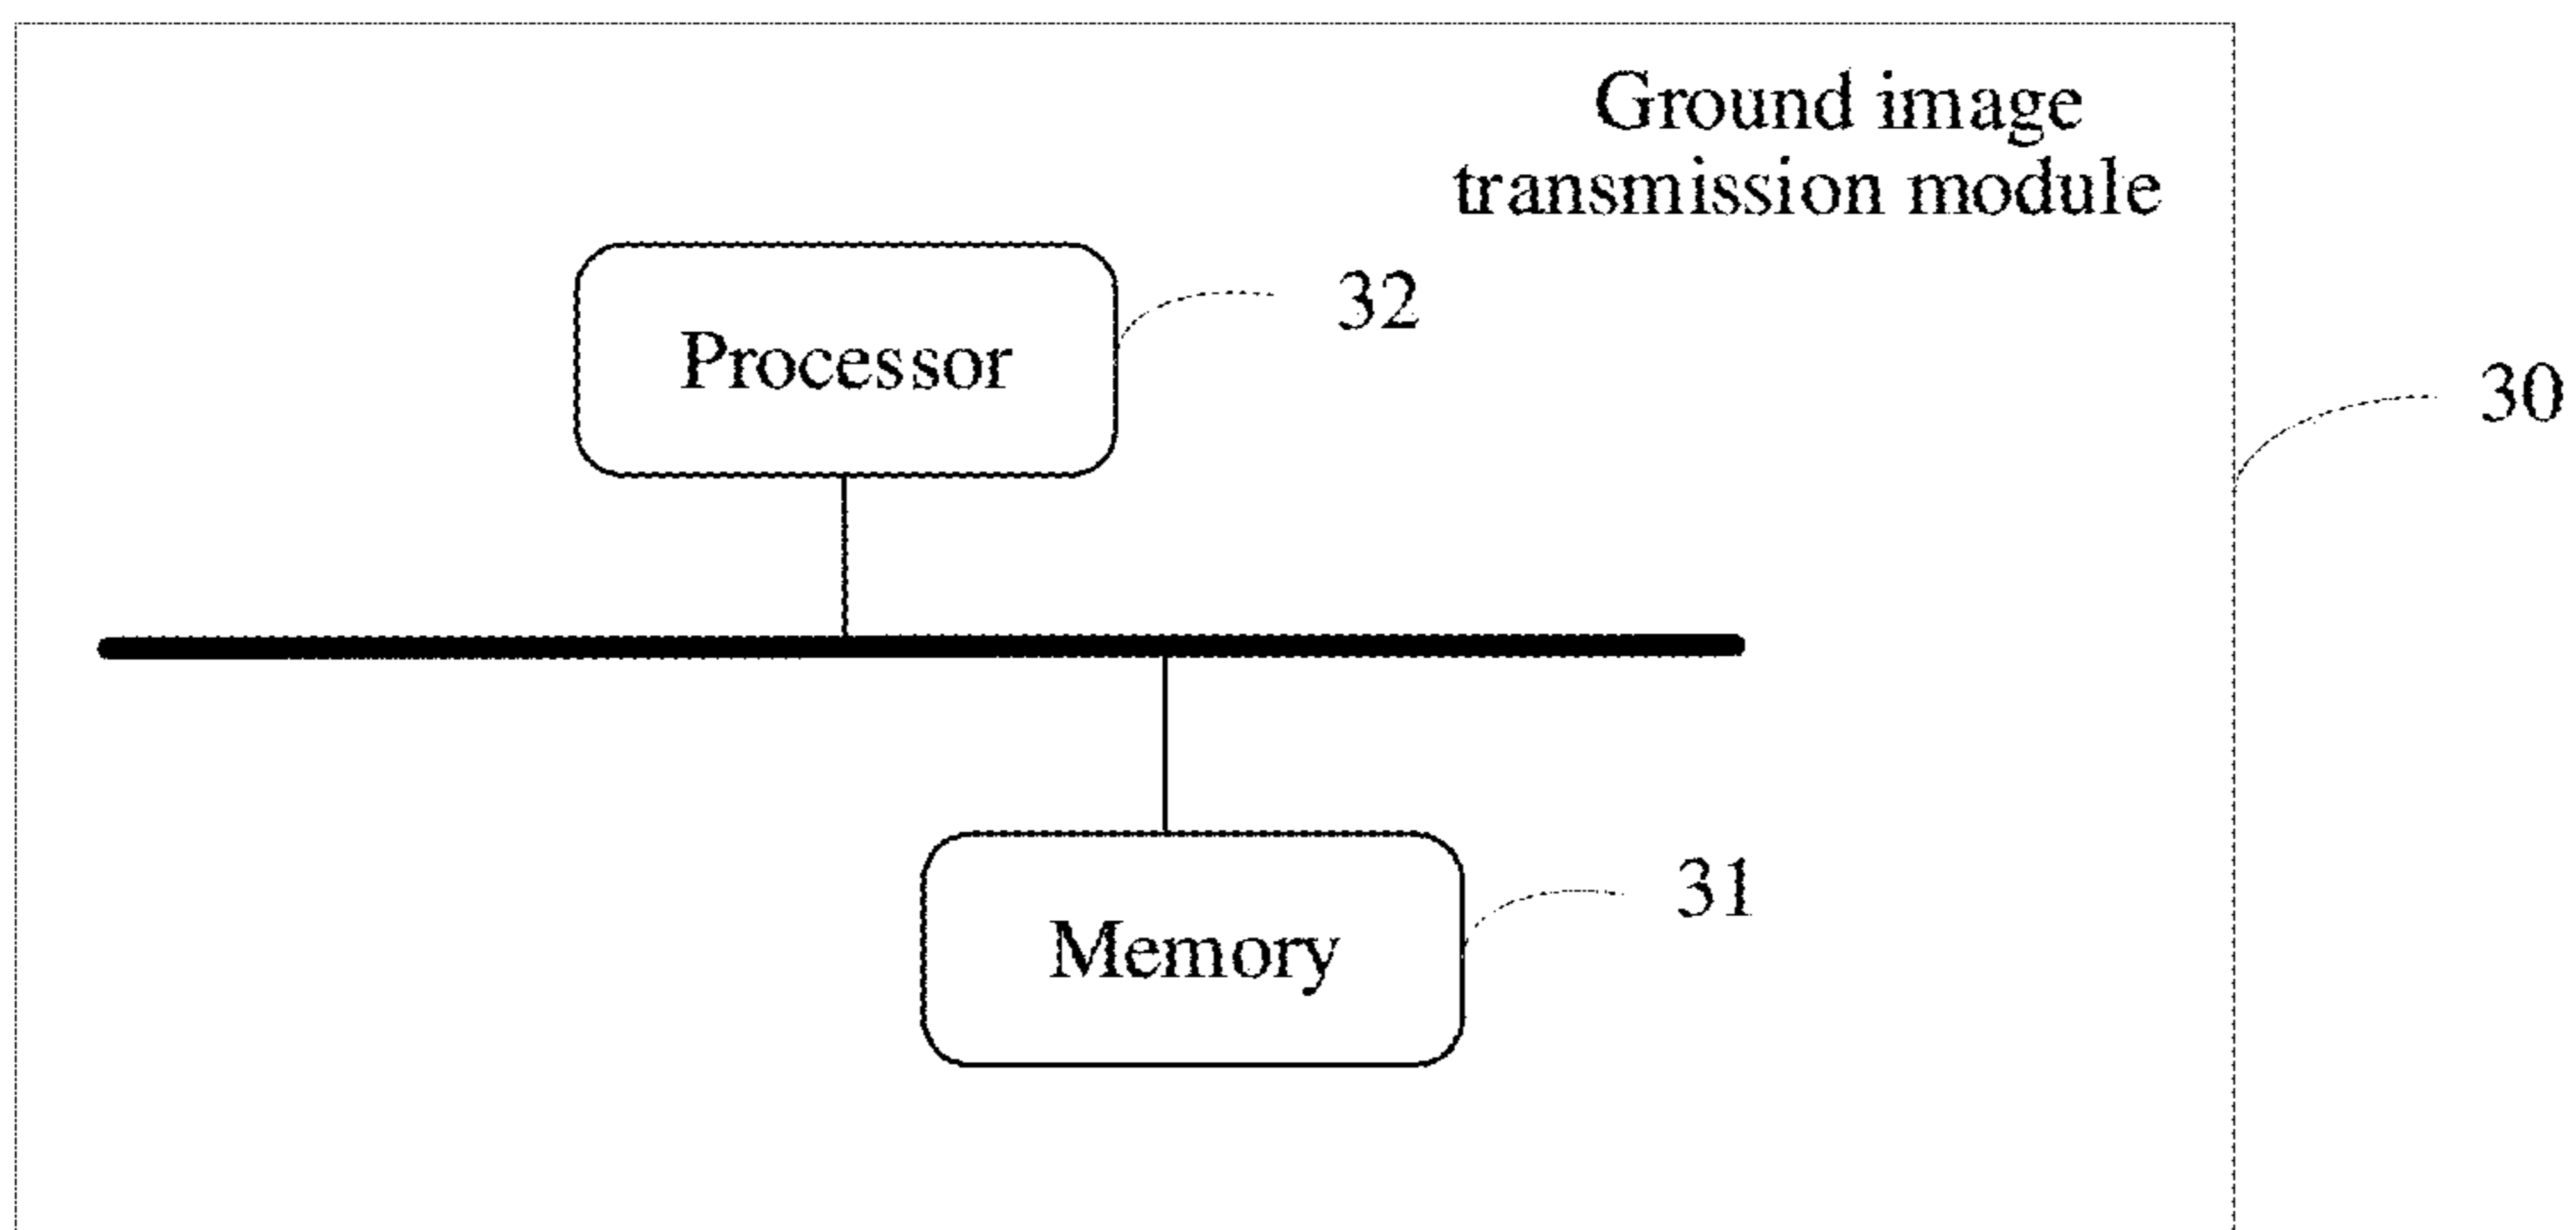 Ground image
transmission module
32
Processor
30
31
Memory